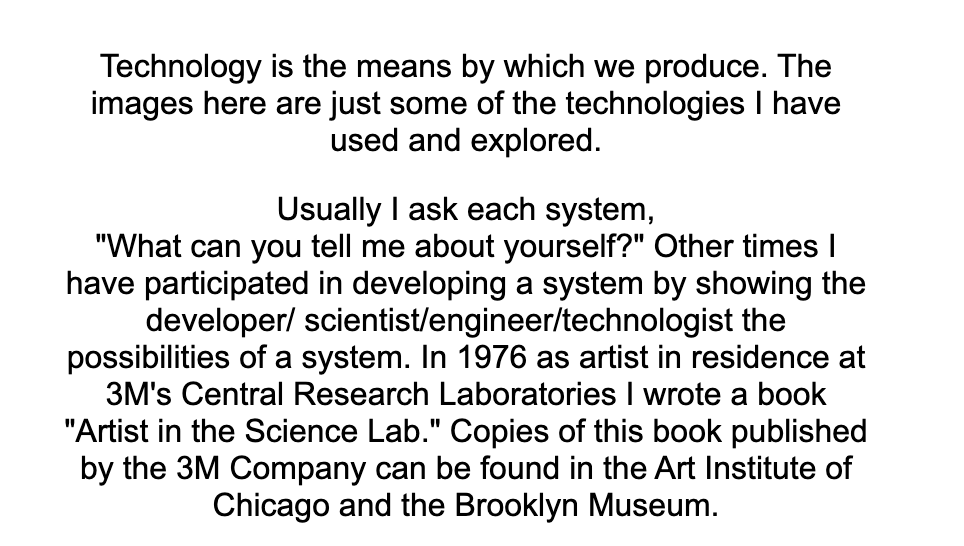 Technology is the means by which we produce. The
images here are just some of the technologies I have
used and explored.
Usually I ask each system,
"What can you tell me about yourself?" Other times I
have participated in developing a system by showing the
developer/ scientist/engineer/technologist the
possibilities of a system. In 1976 as artist in residence at
3M's Central Research Laboratories I wrote a book
"Artist in the Science Lab." Copies of this book published
by the 3M Company can be found in the Art Institute of
Chicago and the Brooklyn Museum.